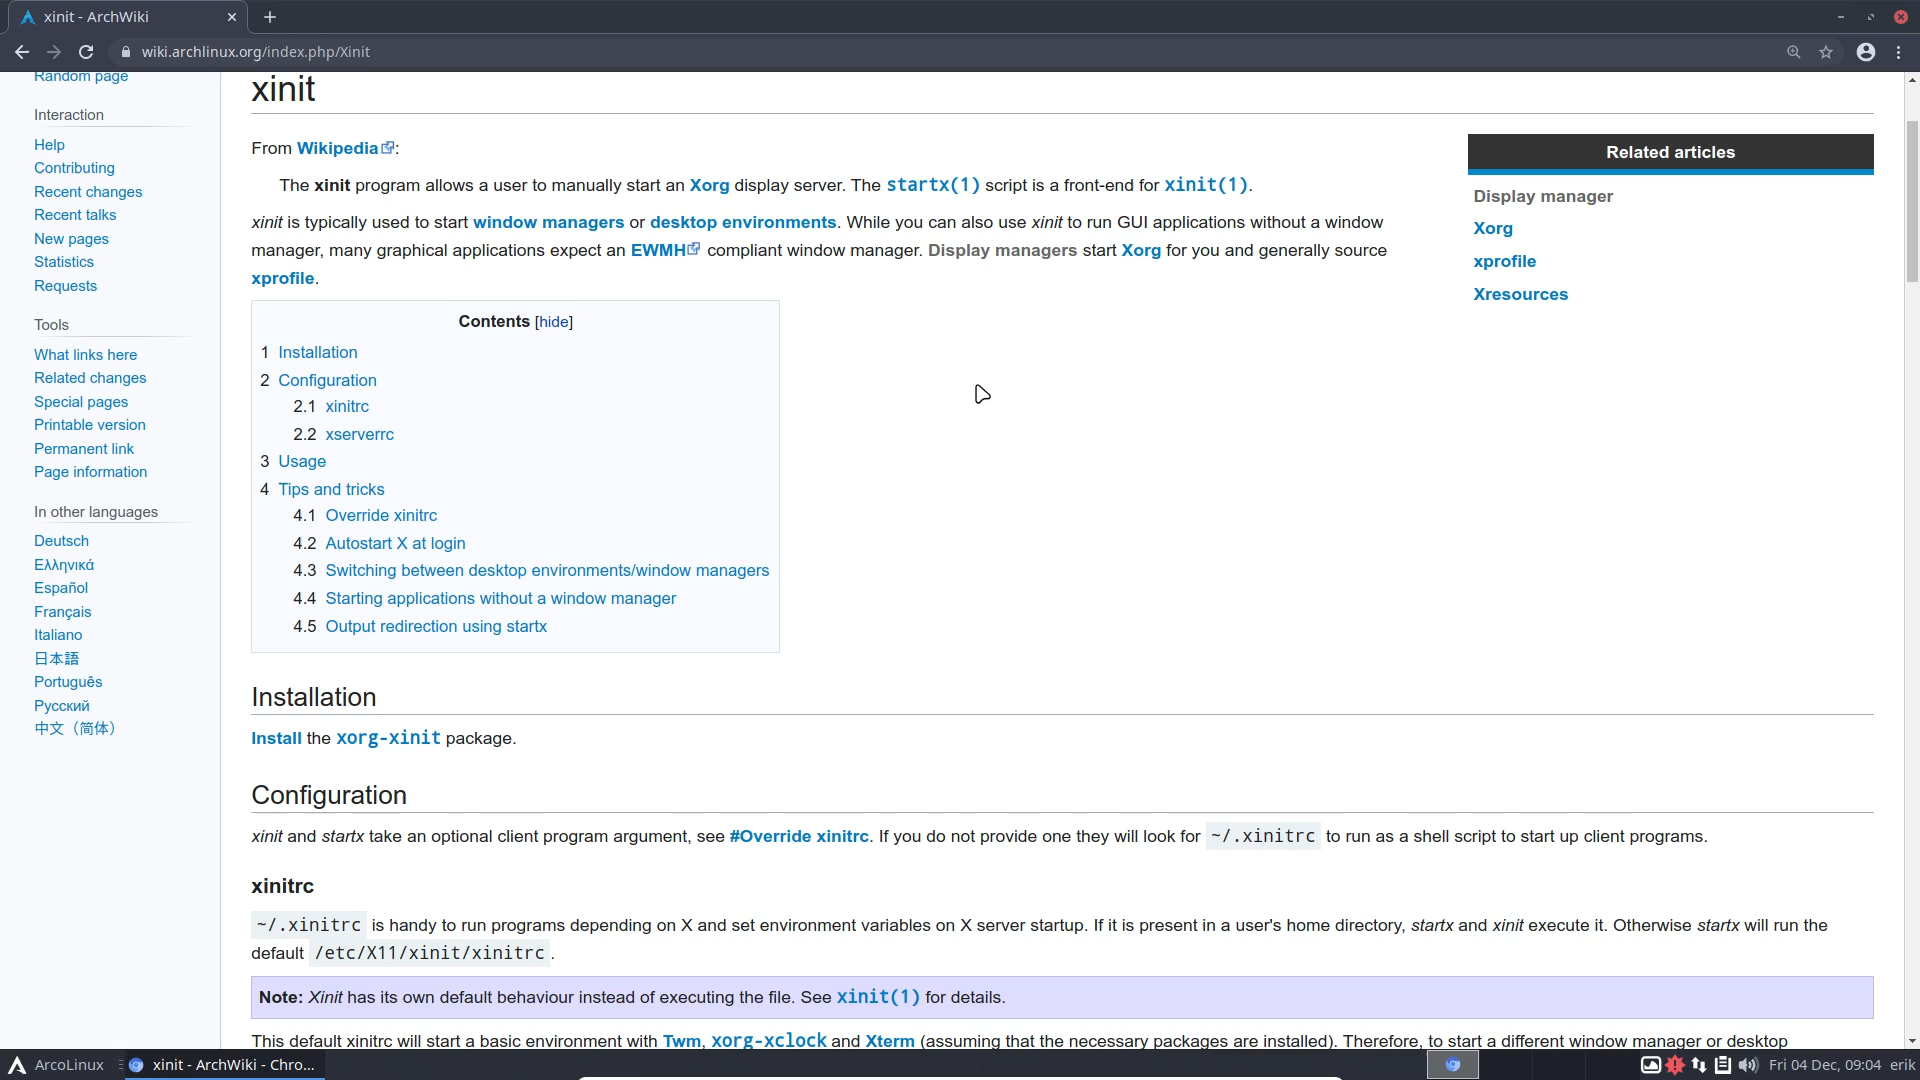 xinit - ArchWiki
wiki.archlinux.org/index.php/Xinit
Random page
Interaction
Help
Contributing
Recent changes
Recent talks
New pages
Statistics
Requests
Tools
What links here
Related changes
Special pages
Printable version
Permanent link
Page information
In other languages
Deutsch
Ελληνικά
Español
Français
Italiano
日本語
Português
Русский
中文（简体）
xinit
From Wikipedia:
The xinit program allows a user to manually start an Xorg display server. The startx(1) script is a front-end for xinit(1).
xinit is typically used to start window managers or desktop environments. While you can also use xinit to run GUI applications without a window
manager, many graphical applications expect an EWMH compliant window manager. Display managers start Xorg for you and generally source
xprofile.
Related articles
Display manager
Xorg
xprofile
Xresources
Contents [hide]
1 Installation
2 Configuration
2.1 xinitrc
2.2 xserverrc
3 Usage
4 Tips and tricks
4.1 Override xinitrc
4.2 Autostart X at login
4.3 Switching between desktop environments/window managers
4.4 Starting applications without a window manager
4.5 Output redirection using startx
Installation
Install the xorg-xinit package.
Configuration
xinit and startx take an optional client program argument, see #Override xinitrc. If you do not provide one they will look for ~/.xinitrc to run as a shell script to start up client programs.
xinitrc
~/.xinitrc is handy to run programs depending on X and set environment variables on X server startup. If it is present in a user's home directory, startx and xinit execute it. Otherwise startx will run the
default /etc/X11/xinit/xinitrc.
Note: Xinit has its own default behaviour instead of executing the file. See xinit(1) for details.
This default xinitrc will start a basic environment with Twm, xorg-xclock and Xterm (assuming that the necessary packages are installed). Therefore, to start a different window manager or desktop
ArcoLinux
xinit - ArchWiki - Chro...
Fri 04 Dec, 09:04 erik